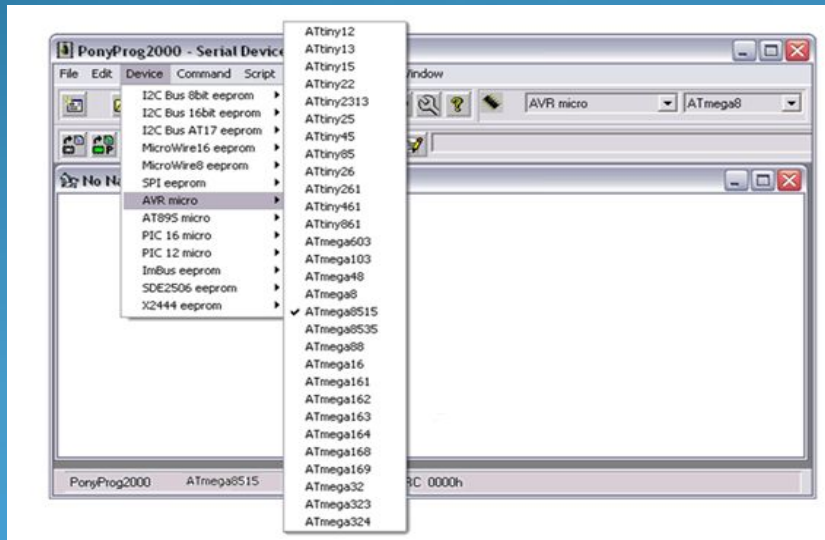 PonyProg2000 - Serial Device
File Edit Device Command Script
AVR micro ATmega8
I2C Bus 8bit eeprom
I2C Bus 16bit eeprom
I2C Bus AT17 eeprom
MicroWire16 eeprom
MicroWire8 eeprom
SPI eeprom
AVR micro
AT89S micro
PIC 16 micro
PIC 12 micro
ImBus eeprom
SDE2506 eeprom
X2444 eeprom
ATtiny12
ATtiny13
ATtiny15
ATtiny22
ATtiny2313
ATtiny25
ATtiny45
ATtiny85
ATtiny26
ATtiny261
ATtiny461
ATtiny861
ATmega603
ATmega103
ATmega48
ATmega8
ATmega8515
ATmega8535
ATmega88
ATmega16
ATmega161
ATmega162
ATmega163
ATmega164
ATmega168
ATmega169
ATmega32
ATmega323
ATmega324
No
PonyProg2000 ATmega8515 0000h